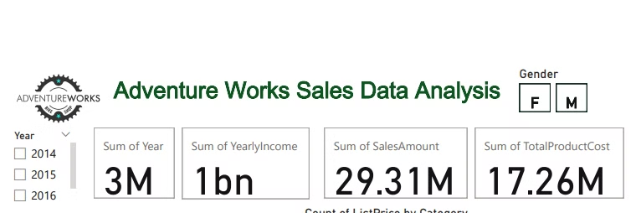 Adventure Works Sales Data Analysis
Gender
F M
ADVENTUREWORKS
Year
2014
2015
2016
Sum of Year
3M
Sum of YearlyIncome
1bn
Sum of SalesAmount
29.31M
Sum of TotalProductCost
17.26M
Count of ListPrice by Category